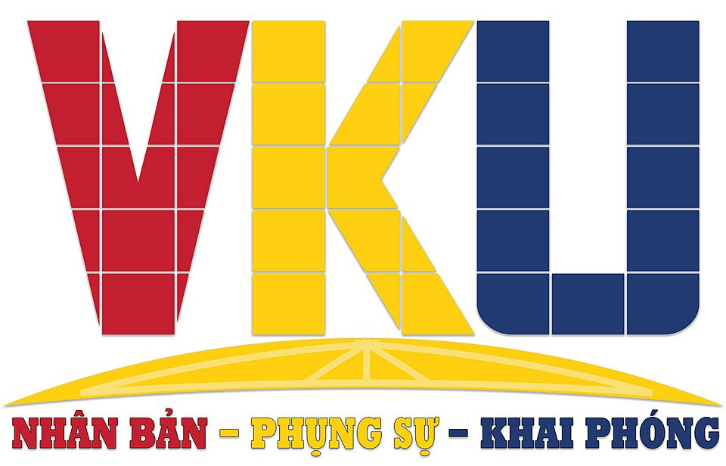 VKU
NHÂN BẢN – PHỤNG SỰ – KHAI PHÓNG